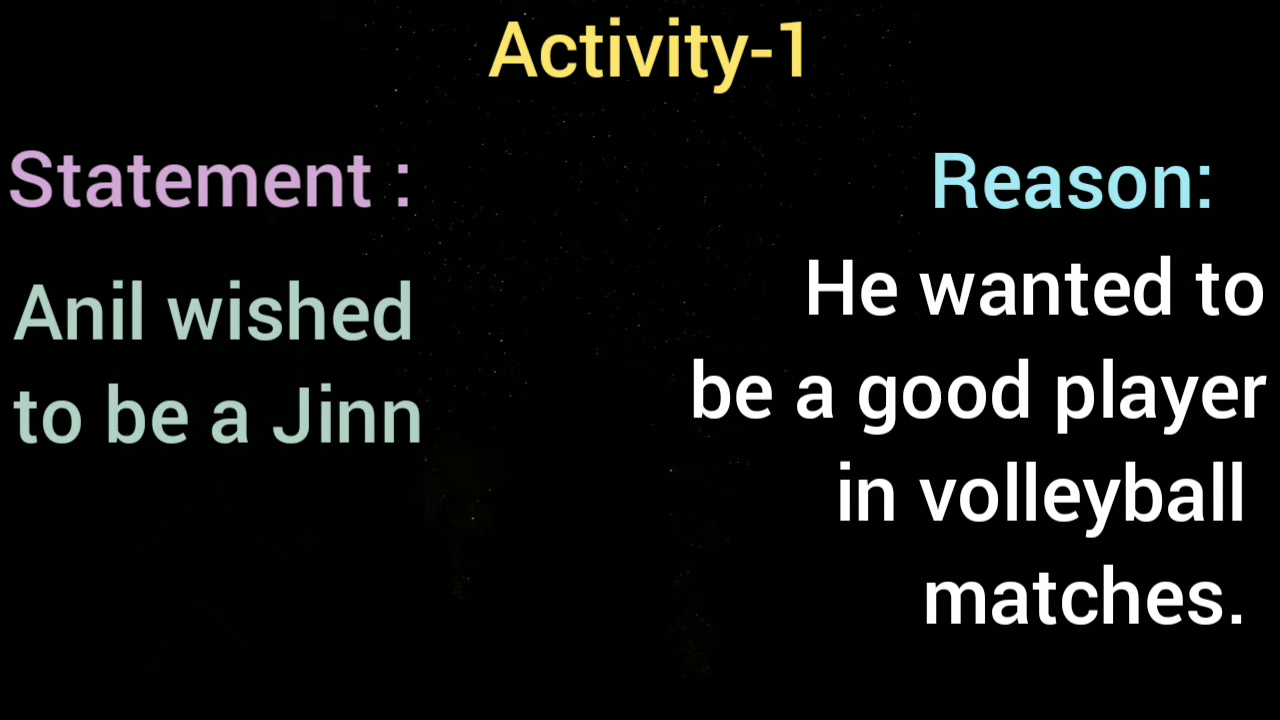 Activity-1
Statement :
Anil wished
to be a Jinn
Reason:
He wanted to
be a good player
in volleyball
matches.